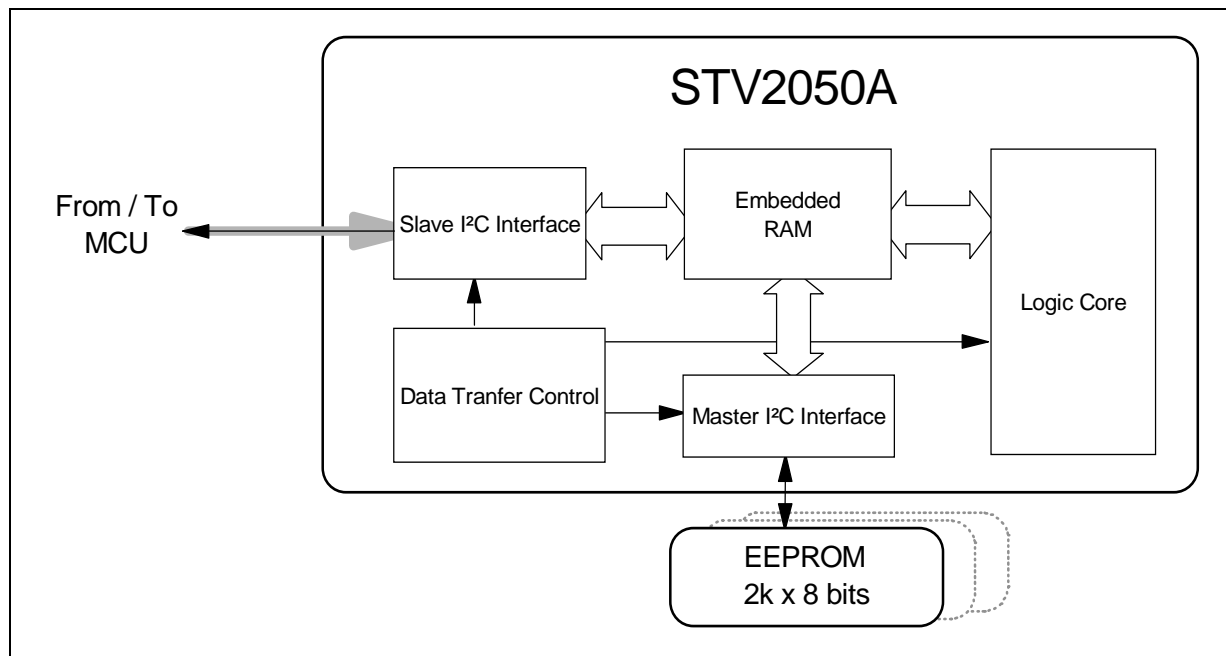 STV2050A
From / To
MCU
Slave I²C Interface
Embedded
RAM
Logic Core
Data Tranfer Control
Master I²C Interface
EEPROM
2k x 8 bits